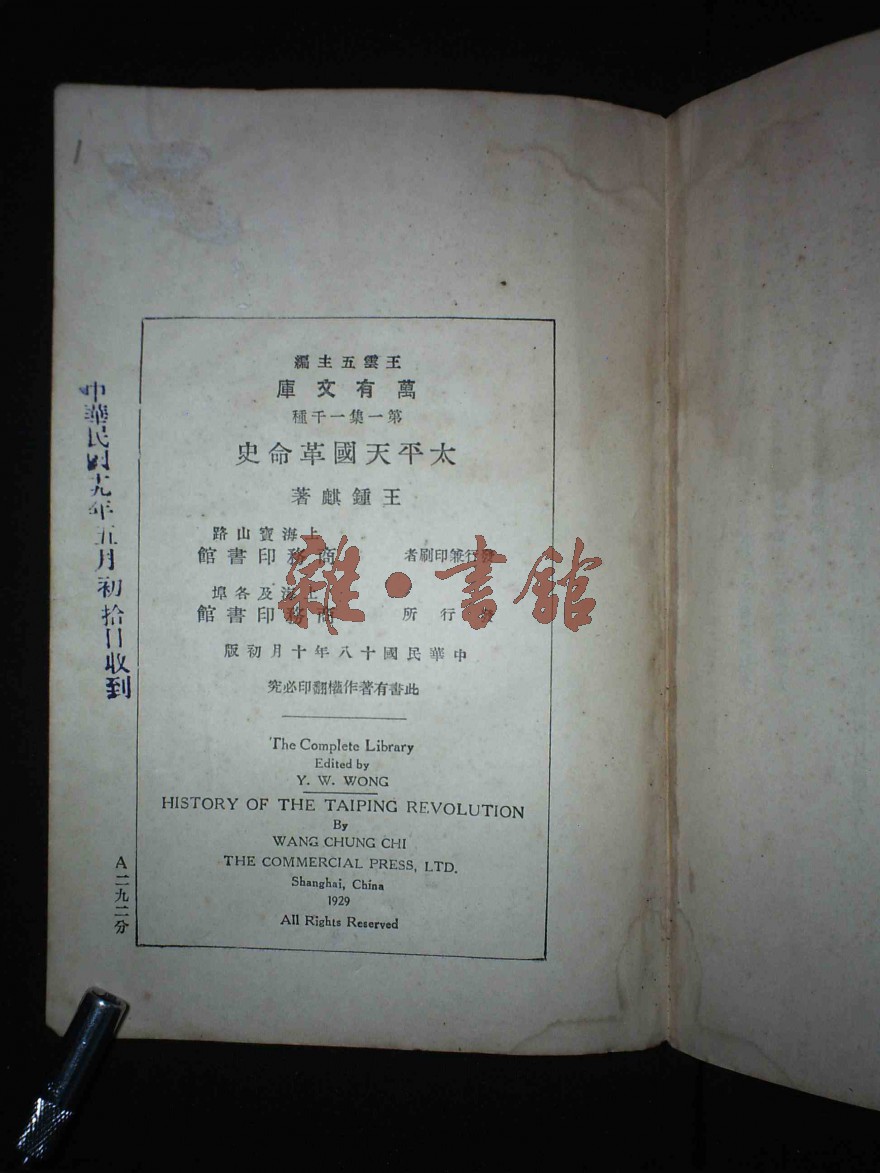 王雲五主編
萬有文庫
第一集一千種
太平天國革命史
王鍾麒著
上海寶山路
發行兼印刷者 商務印書館
上海及各埠
發行所 商務印書館
中華民國十八年十月初版
此書有著作權翻印必究
The Complete Library
Edited by
Y. W. WONG
HISTORY OF THE TAIPING REVOLUTION
By
WANG CHUNG CHI
THE COMMERCIAL PRESS, LTD.
Shanghai, China
1929
All Rights Reserved
中華民國十九年五月初拾日收到
A二九二分
雜·書館